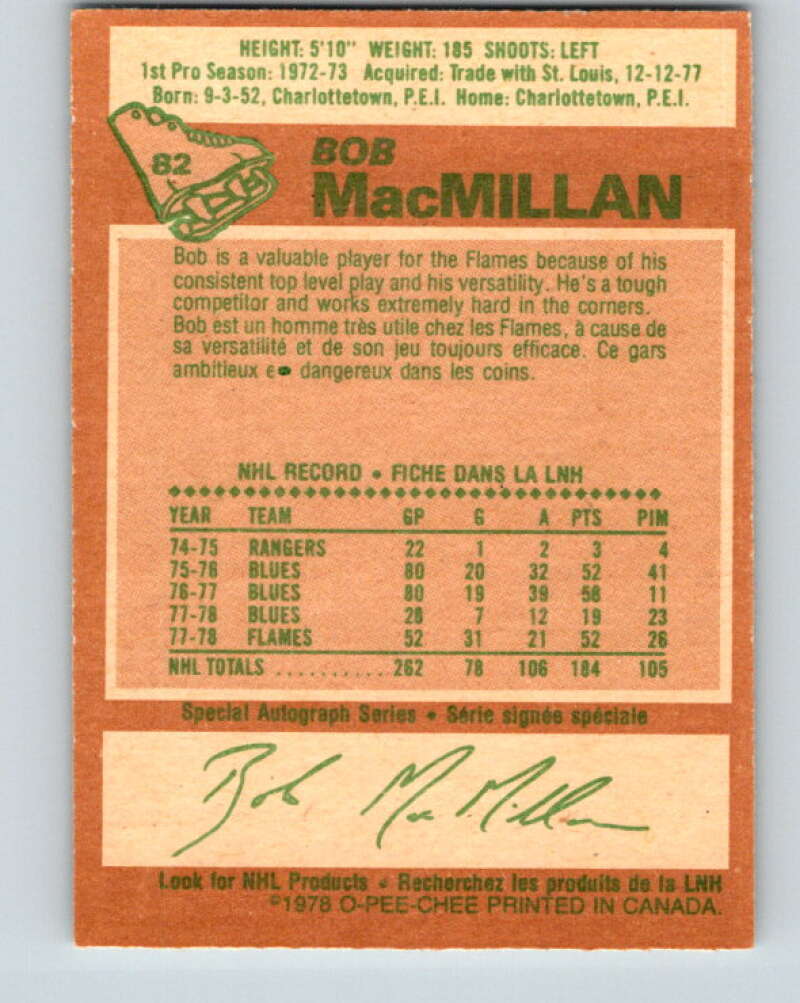 HEIGHT: 5'10" WEIGHT: 185 SHOOTS: LEFT
1st Pro Season: 1972-73 Acquired: Trade with St. Louis, 12-12-77
Born: 9-3-52, Charlottetown, P.E.I. Home: Charlottetown, P.E.I.
82
BOB
MacMILLAN
Bob is a valuable player for the Flames because of his
consistent top level play and his versatility. He's a tough
competitor and works extremely hard in the corners.
Bob est un homme très utile chez les Flames, à cause de
sa versatilité et de son jeu toujours efficace. Ce gars
ambitieux dangereux dans les coins.
NHL RECORD • FICHE DANS LA LNH
YEAR TEAM GP G A PTS PIM
74-75 RANGERS 22 1 2 3 4
75-76 BLUES 80 20 32 52 41
76-77 BLUES 80 19 39 58 11
77-78 BLUES 28 7 12 19 23
77-78 FLAMES 52 31 21 52 26
NHL TOTALS ........... 262 78 106 184 105
Special Autograph Series • Série signée spéciale
Bob MacMillan
Look for NHL Products • Recherchez les produits de la LNH
©1978 O-PEE-CHEE PRINTED IN CANADA.